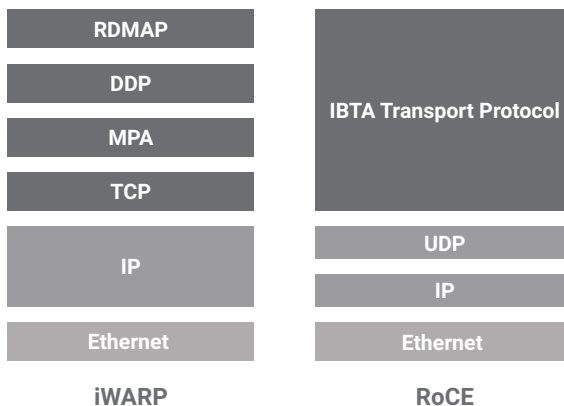 RDMAP
DDP
MPA
TCP
IP
Ethernet
iWARP
IBTA Transport Protocol
UDP
IP
Ethernet
RoCE